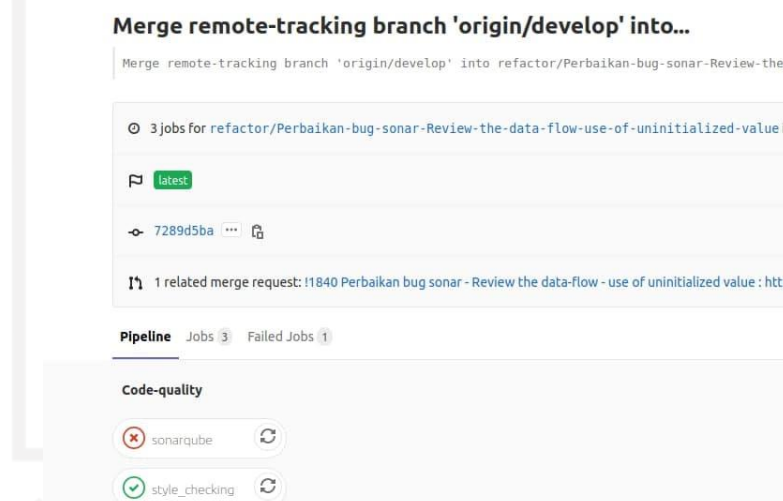 Merge remote-tracking branch 'origin/develop' into...
Merge remote-tracking branch 'origin/develop' into refactor/Perbaikan-bug-sonar-Review-the
3 jobs for refactor/Perbaikan-bug-sonar-Review-the-data-flow-use-of-uninitialized-value
latest
7289d5ba ...
1 related merge request: !1840 Perbaikan bug sonar - Review the data-flow - use of uninitialized value : htt
Pipeline Jobs 3 Failed Jobs 1
Code-quality
sonarqube
style_checking